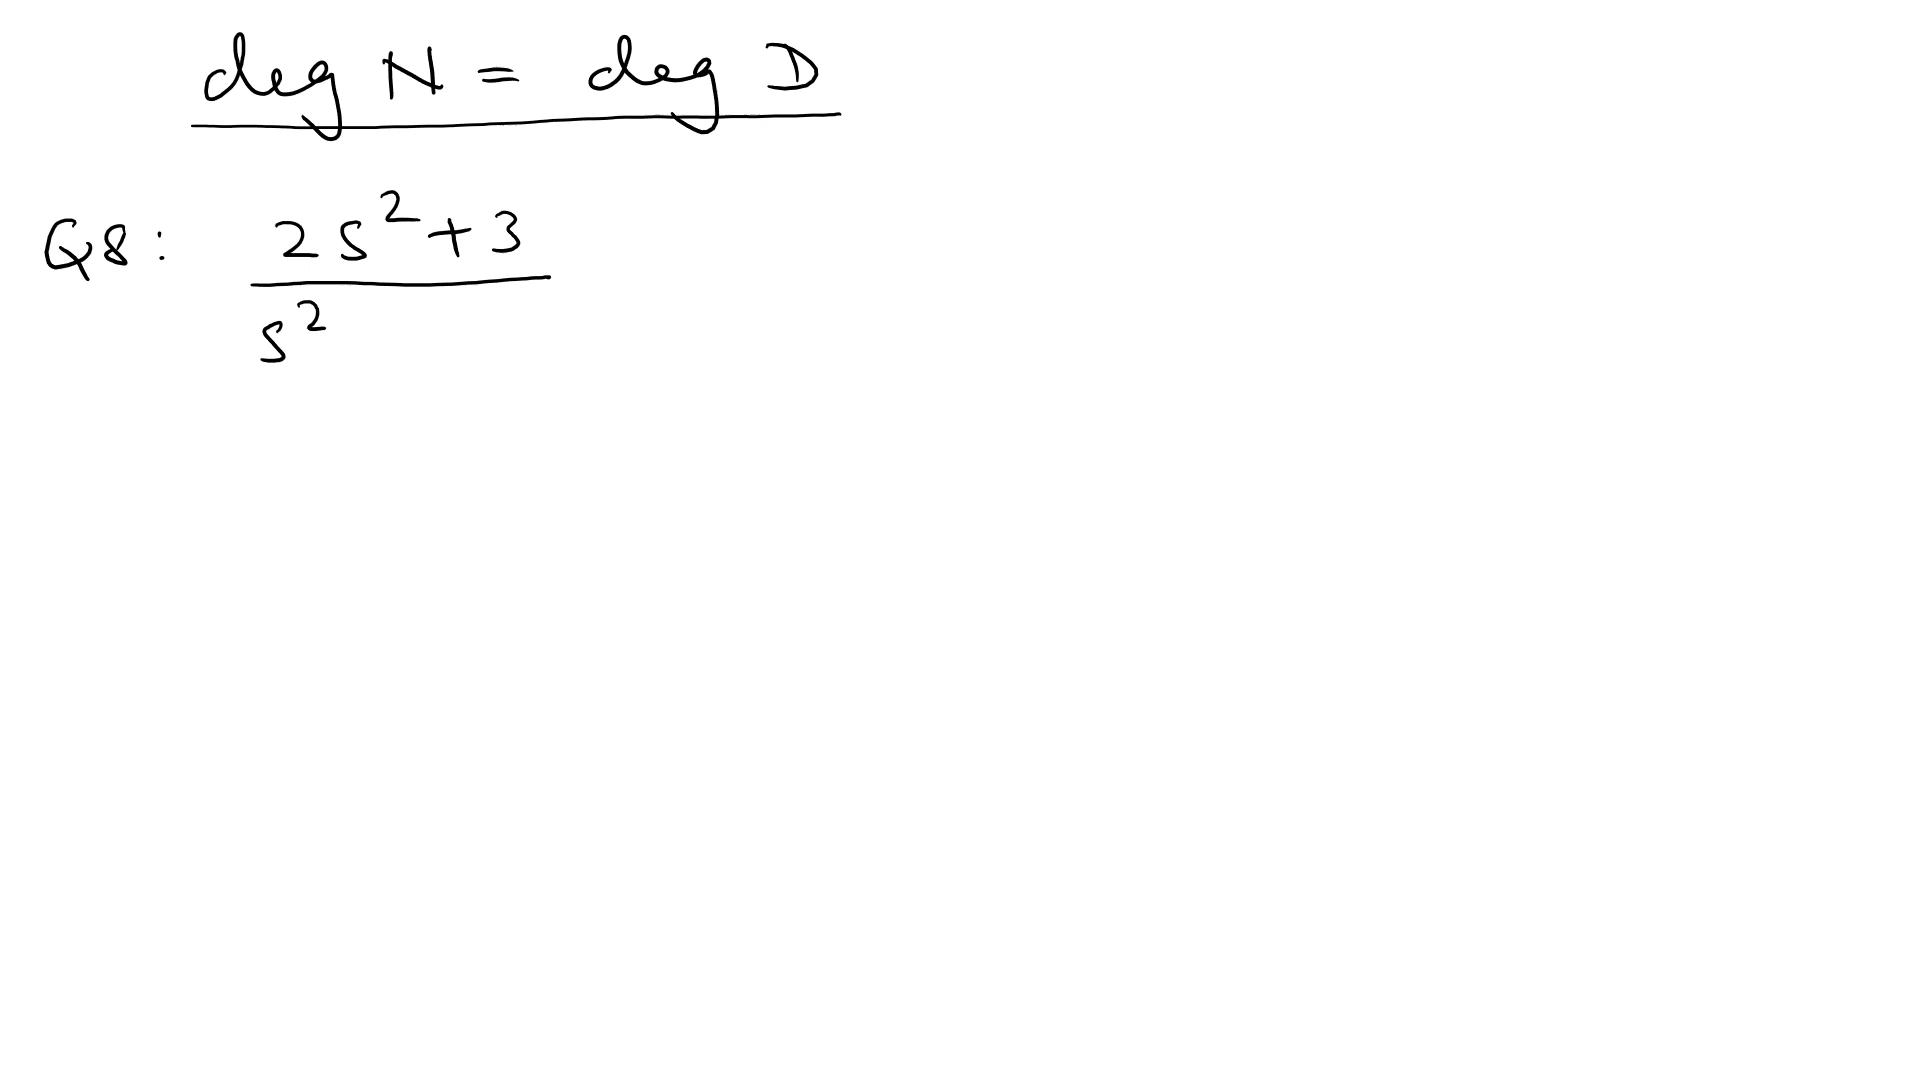 deg N = deg D
Q8: 2s²+3
s²